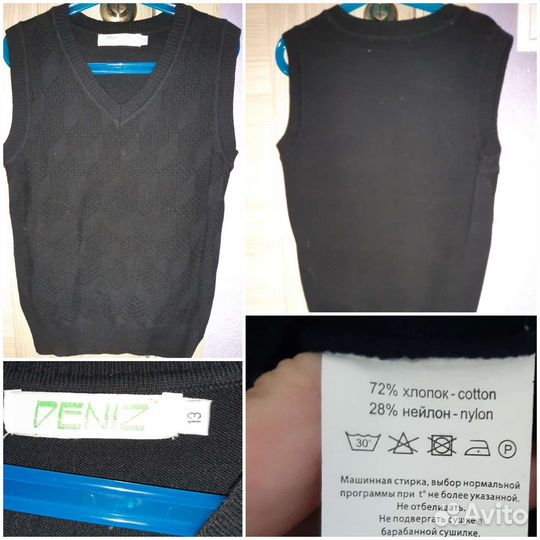 DENIZ
13
72% хлопок - cotton
28% нейлон - nylon
30°
P
Машинная стирка, выбор нормальной
программы при t° не более указанной.
Не отбеливать.
Не подвергать сушке в
барабанной сушилке.
Avito